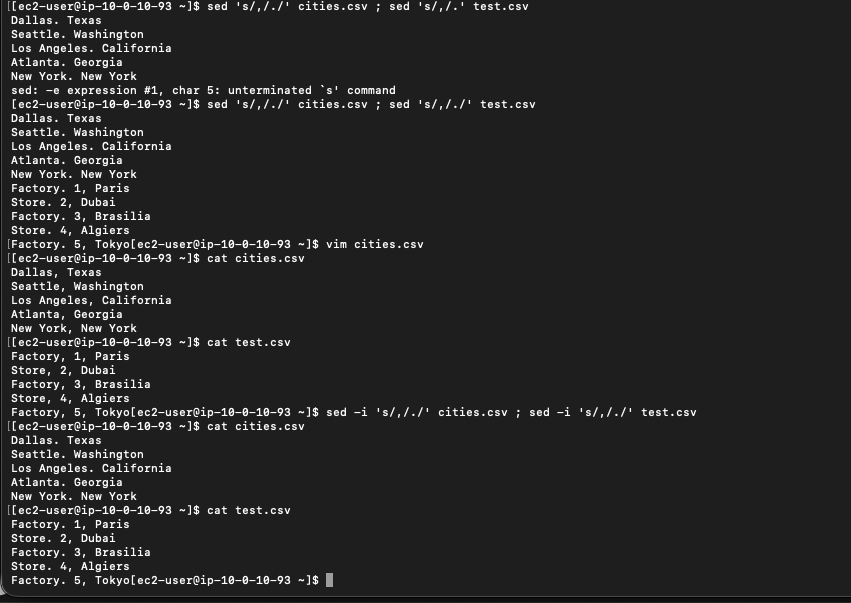 [[ec2-user@ip-10-0-10-93 ~]$ sed 's/,/./' cities.csv ; sed 's/,/.' test.csv
Dallas. Texas
Seattle. Washington
Los Angeles. California
Atlanta. Georgia
New York. New York
sed: -e expression #1, char 5: unterminated `s' command
[ec2-user@ip-10-0-10-93 ~]$ sed 's/,/./' cities.csv ; sed 's/,/./' test.csv
Dallas. Texas
Seattle. Washington
Los Angeles. California
Atlanta. Georgia
New York. New York
Factory. 1, Paris
Store. 2, Dubai
Factory. 3, Brasilia
Store. 4, Algiers
[Factory. 5, Tokyo[ec2-user@ip-10-0-10-93 ~]$ vim cities.csv
[[ec2-user@ip-10-0-10-93 ~]$ cat cities.csv
Dallas, Texas
Seattle, Washington
Los Angeles, California
Atlanta, Georgia
New York, New York
[[ec2-user@ip-10-0-10-93 ~]$ cat test.csv
Factory, 1, Paris
Store, 2, Dubai
Factory, 3, Brasilia
Store, 4, Algiers
Factory, 5, Tokyo[ec2-user@ip-10-0-10-93 ~]$ sed -i 's/,/./' cities.csv ; sed -i 's/,/./' test.csv
[[ec2-user@ip-10-0-10-93 ~]$ cat cities.csv
Dallas. Texas
Seattle. Washington
Los Angeles. California
Atlanta. Georgia
New York. New York
[[ec2-user@ip-10-0-10-93 ~]$ cat test.csv
Factory. 1, Paris
Store. 2, Dubai
Factory. 3, Brasilia
Store. 4, Algiers
Factory. 5, Tokyo[ec2-user@ip-10-0-10-93 ~]$